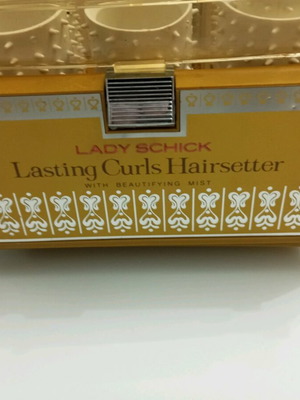 LADY SCHICK
Lasting Curls Hairsetter
WITH BEAUTIFYING MIST